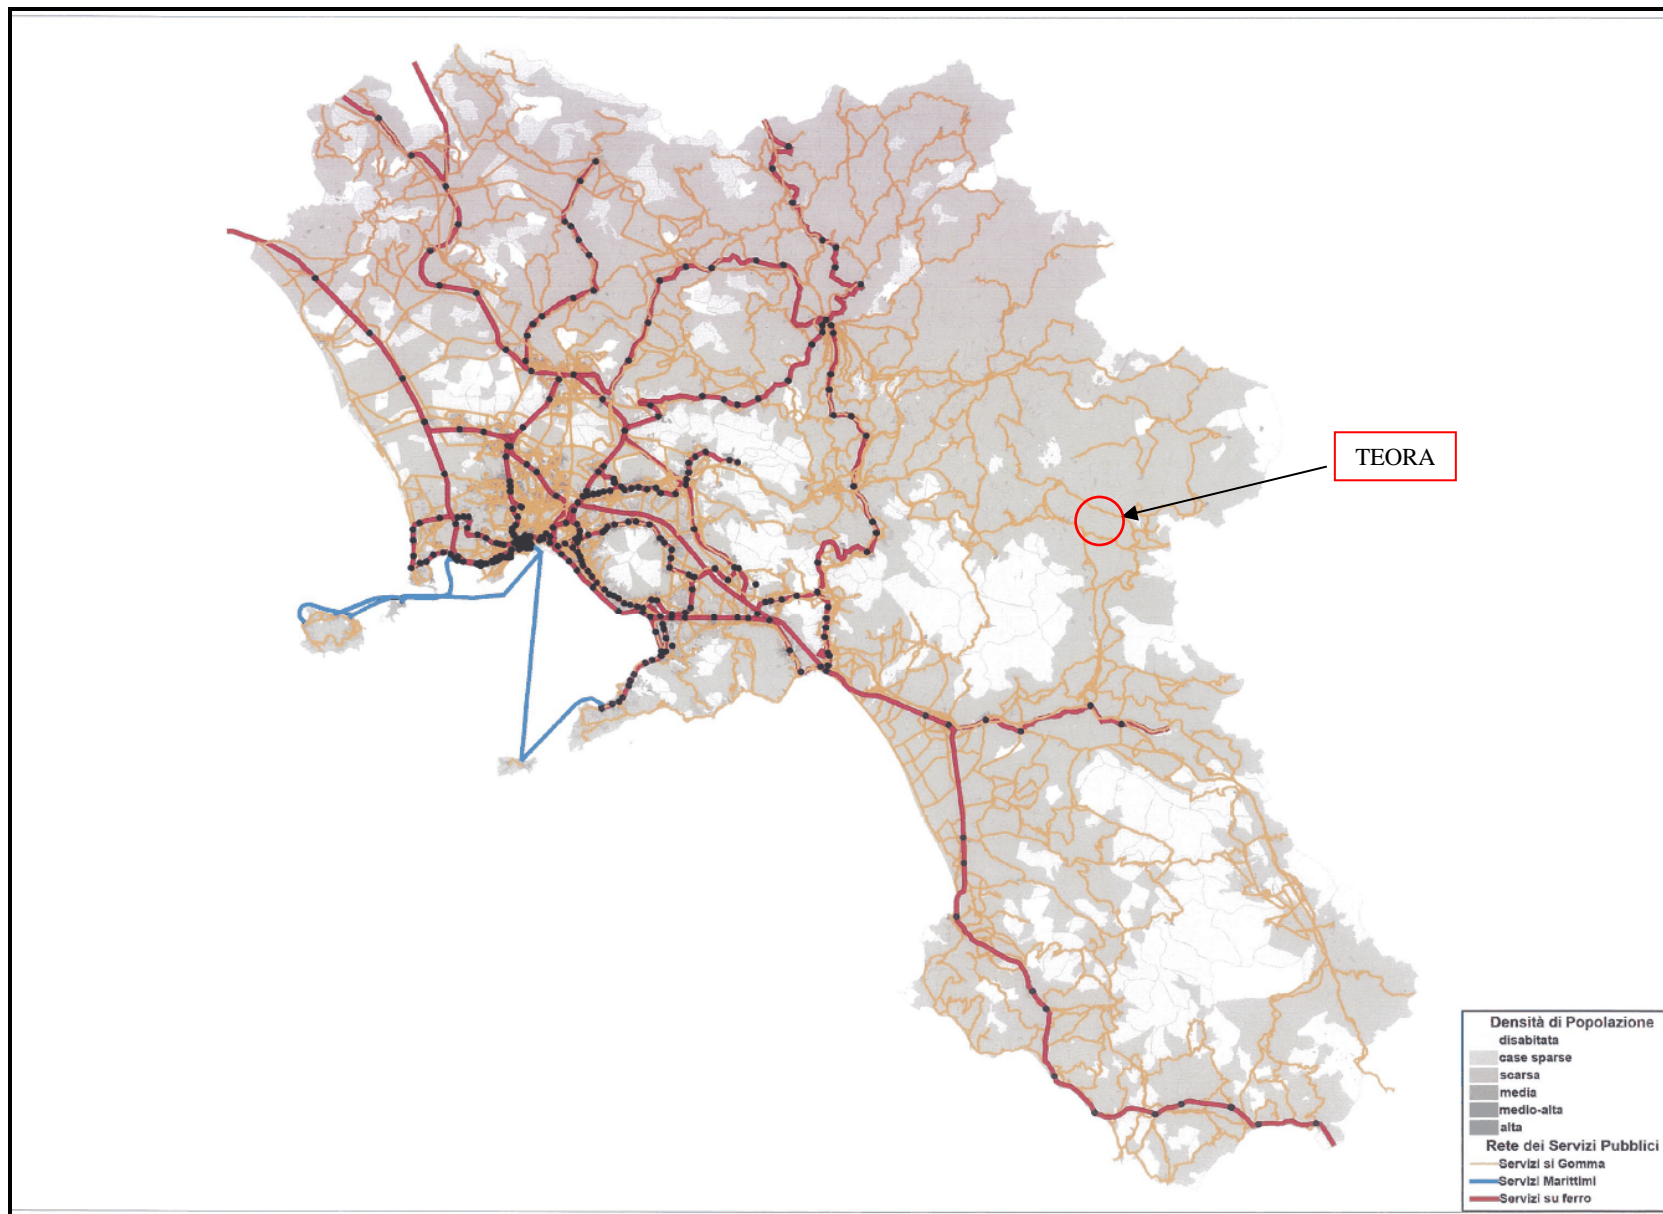 TEORA
Densità di Popolazione
disabitata
case sparse
scarsa
media
medio-alta
alta
Rete dei Servizi Pubblici
Servizi si Gomma
Servizi Marittimi
Servizi su ferro